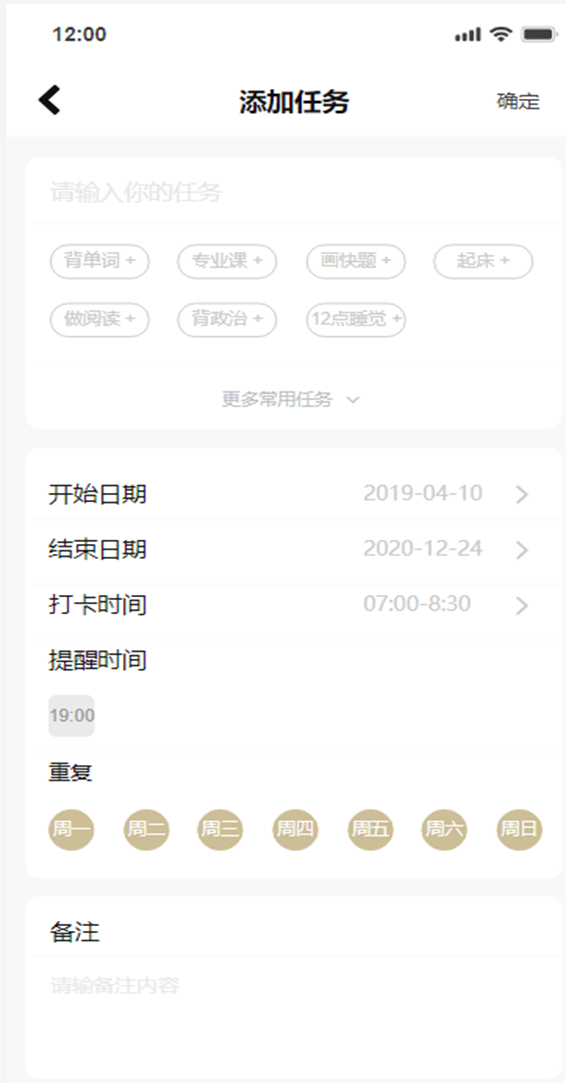 12:00
添加任务 确定
请输入你的任务
背单词 + 专业课 + 画快题 + 起床 +
做阅读 + 背政治 + 12点睡觉 +
更多常用任务
开始日期 2019-04-10
结束日期 2020-12-24
打卡时间 07:00-8:30
提醒时间
19:00
重复
周一 周二 周三 周四 周五 周六 周日
备注
请输备注内容